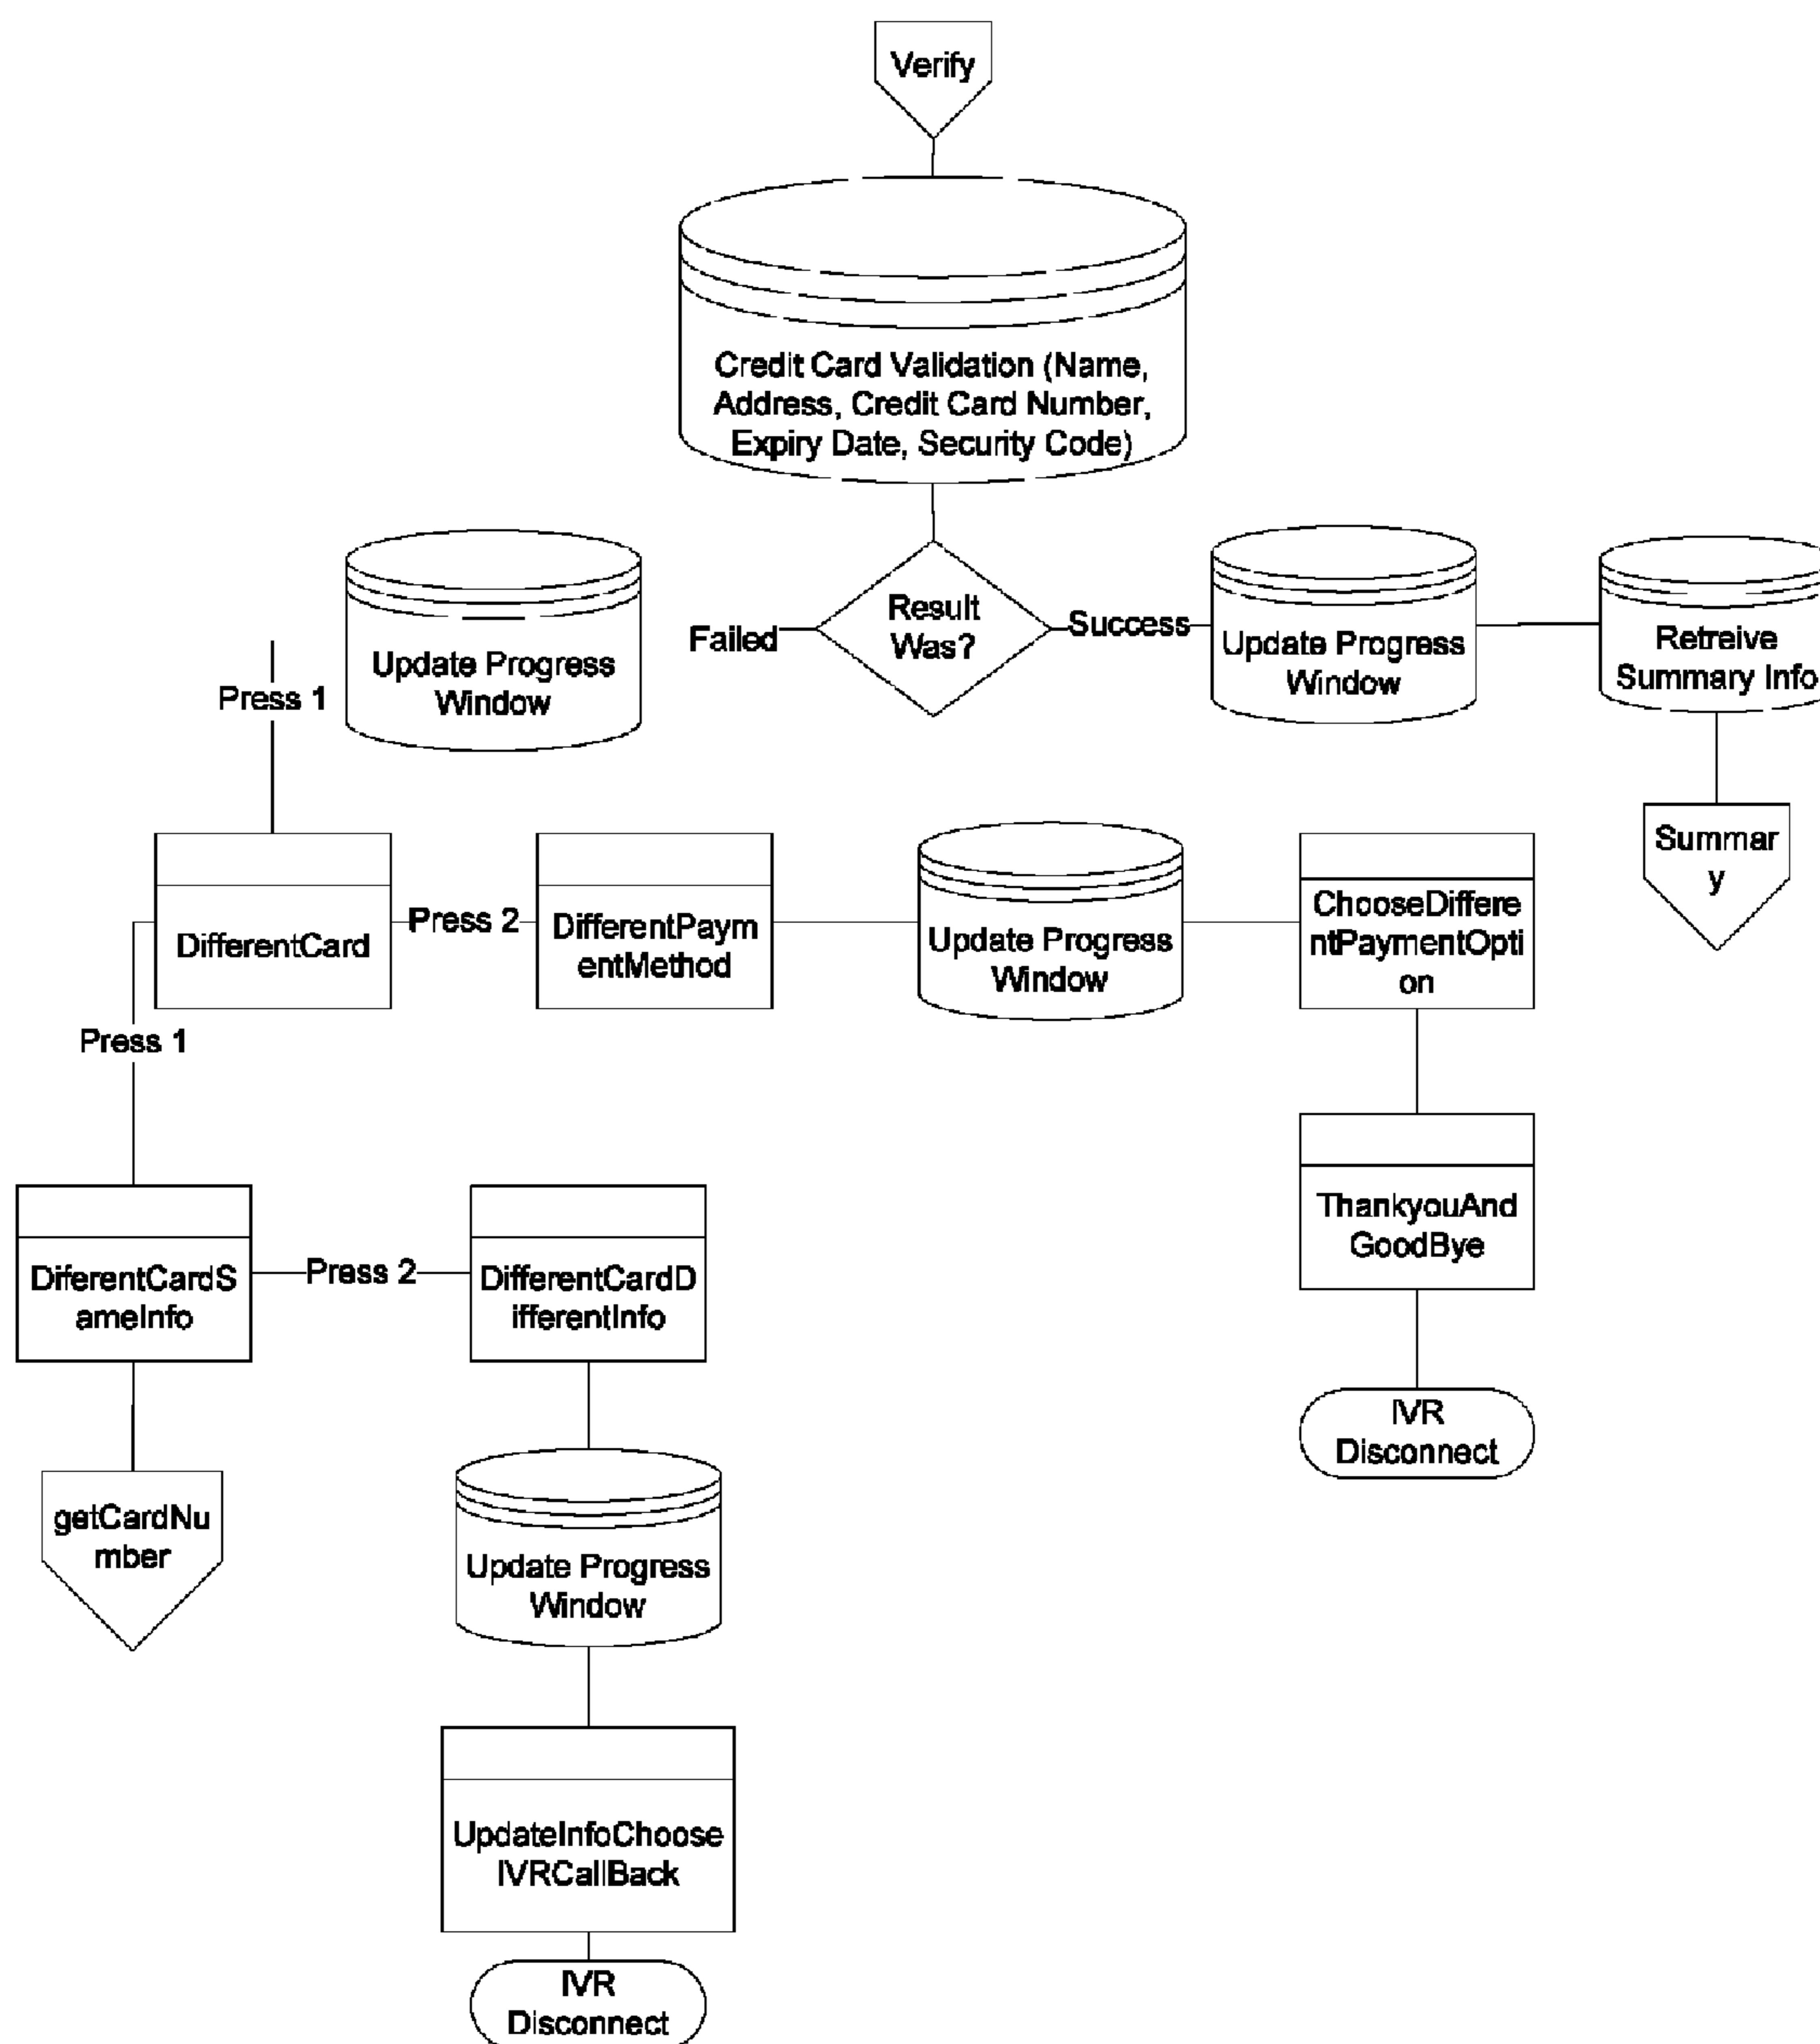 Verify
Credit Card Validation (Name,
Address, Credit Card Number,
Expiry Date, Security Code)
Result
Was?
Failed
Success
Update Progress
Window
Retreive
Summary Info
Update Progress
Window
Press 1
Summar
y
DifferentCard
Press 2
DifferentPaym
entMethod
Update Progress
Window
ChooseDiffere
ntPaymentOpti
on
Press 1
ThankyouAnd
GoodBye
DiferentCardS
ameInfo
Press 2
DifferentCardD
ifferentInfo
IVR
Disconnect
getCardNu
mber
Update Progress
Window
UpdateInfoChoose
IVRCallBack
IVR
Disconnect